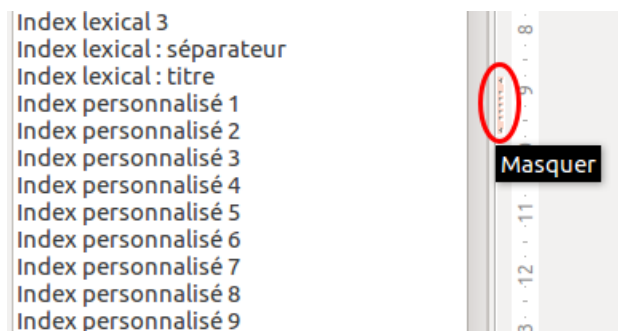 Index lexical 3
Index lexical : séparateur
Index lexical : titre
Index personnalisé 1
Index personnalisé 2
Index personnalisé 3
Index personnalisé 4
Index personnalisé 5
Index personnalisé 6
Index personnalisé 7
Index personnalisé 8
Index personnalisé 9
8
9
Masquer
11
12